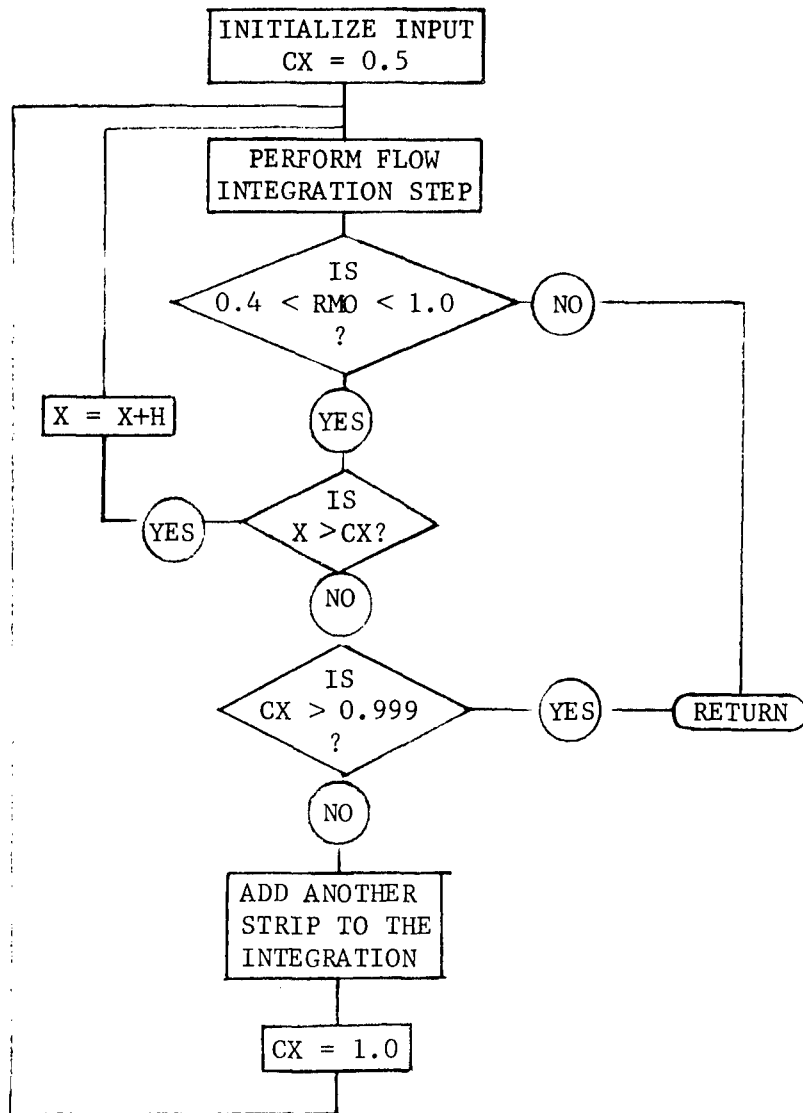 INITIALIZE INPUT
CX = 0.5
PERFORM FLOW
INTEGRATION STEP
IS
0.4 < RMO < 1.0
?
NO
X = X+H
YES
IS
X > CX?
YES
NO
IS
CX > 0.999
?
YES
RETURN
NO
ADD ANOTHER
STRIP TO THE
INTEGRATION
CX = 1.0